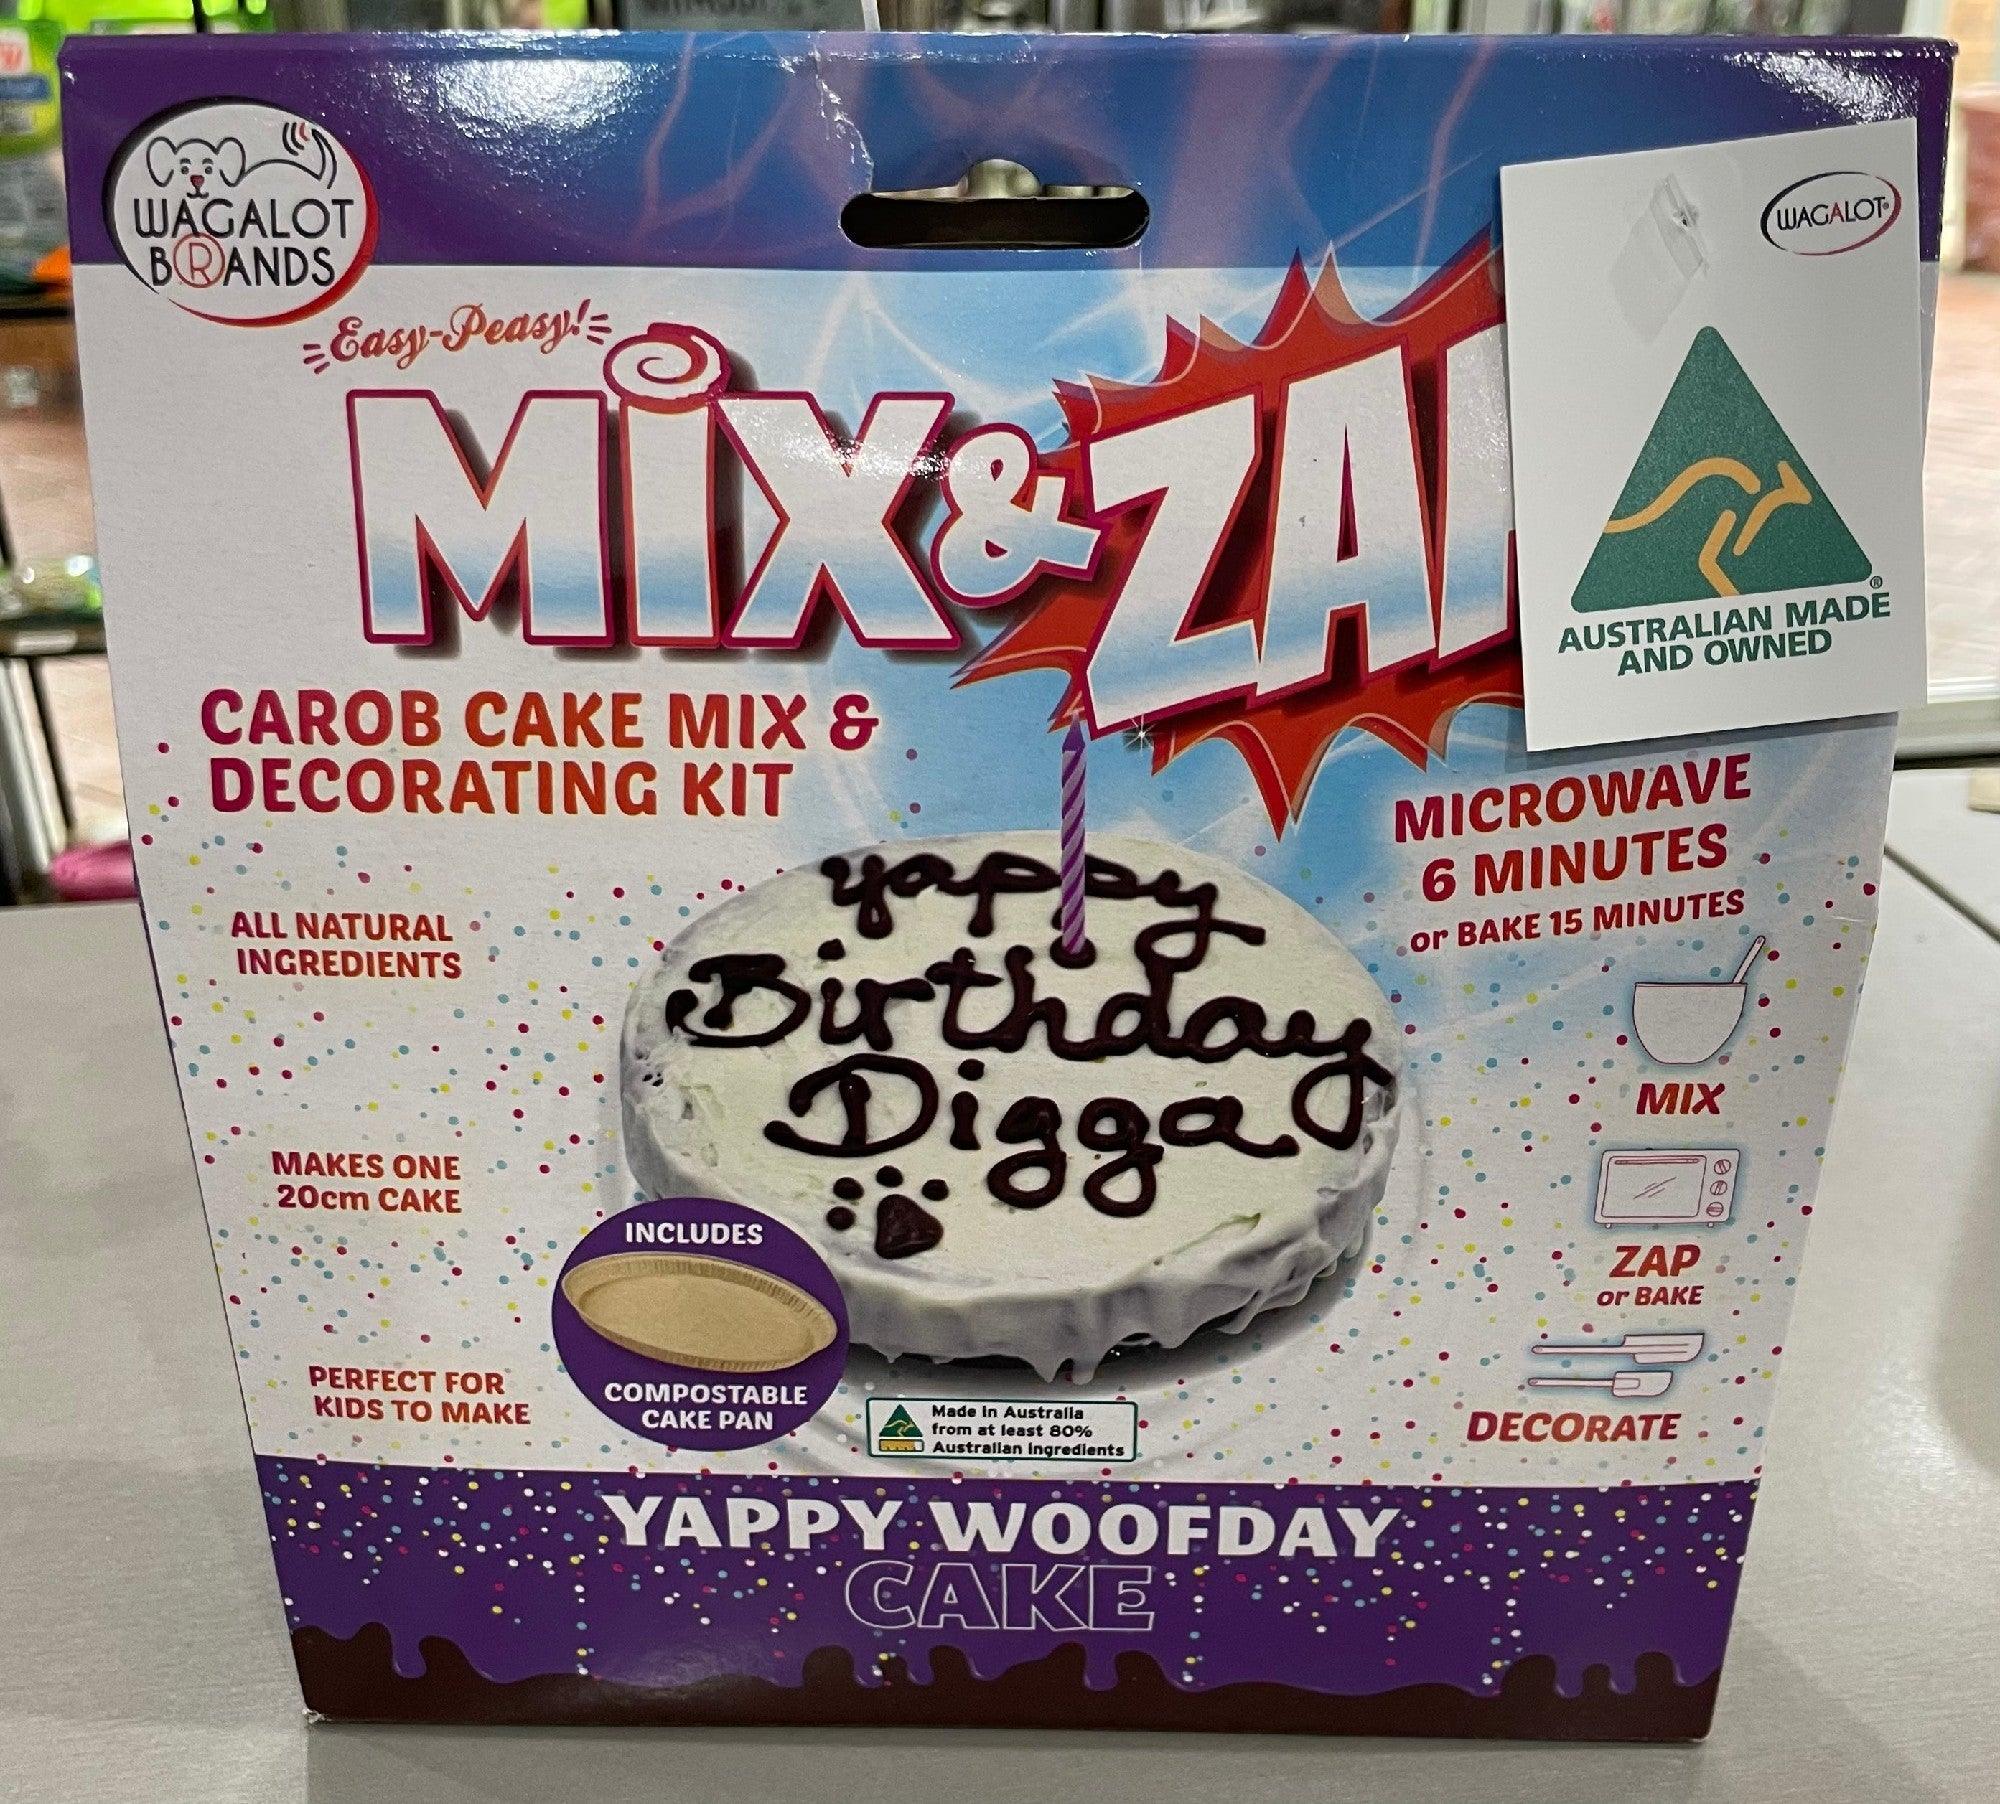 WAGALOT
BRANDS
Easy-Peasy!
MIX & ZAP
WAGALOT®
AUSTRALIAN MADE®
AND OWNED
CAROB CAKE MIX &
DECORATING KIT
MICROWAVE
6 MINUTES
or BAKE 15 MINUTES
ALL NATURAL
INGREDIENTS
MAKES ONE
20cm CAKE
PERFECT FOR
KIDS TO MAKE
yappy
Birthday
Digga
INCLUDES
COMPOSTABLE
CAKE PAN
Made in Australia
from at least 80%
Australian ingredients
MIX
ZAP
or BAKE
DECORATE
YAPPY WOOFDAY
CAKE